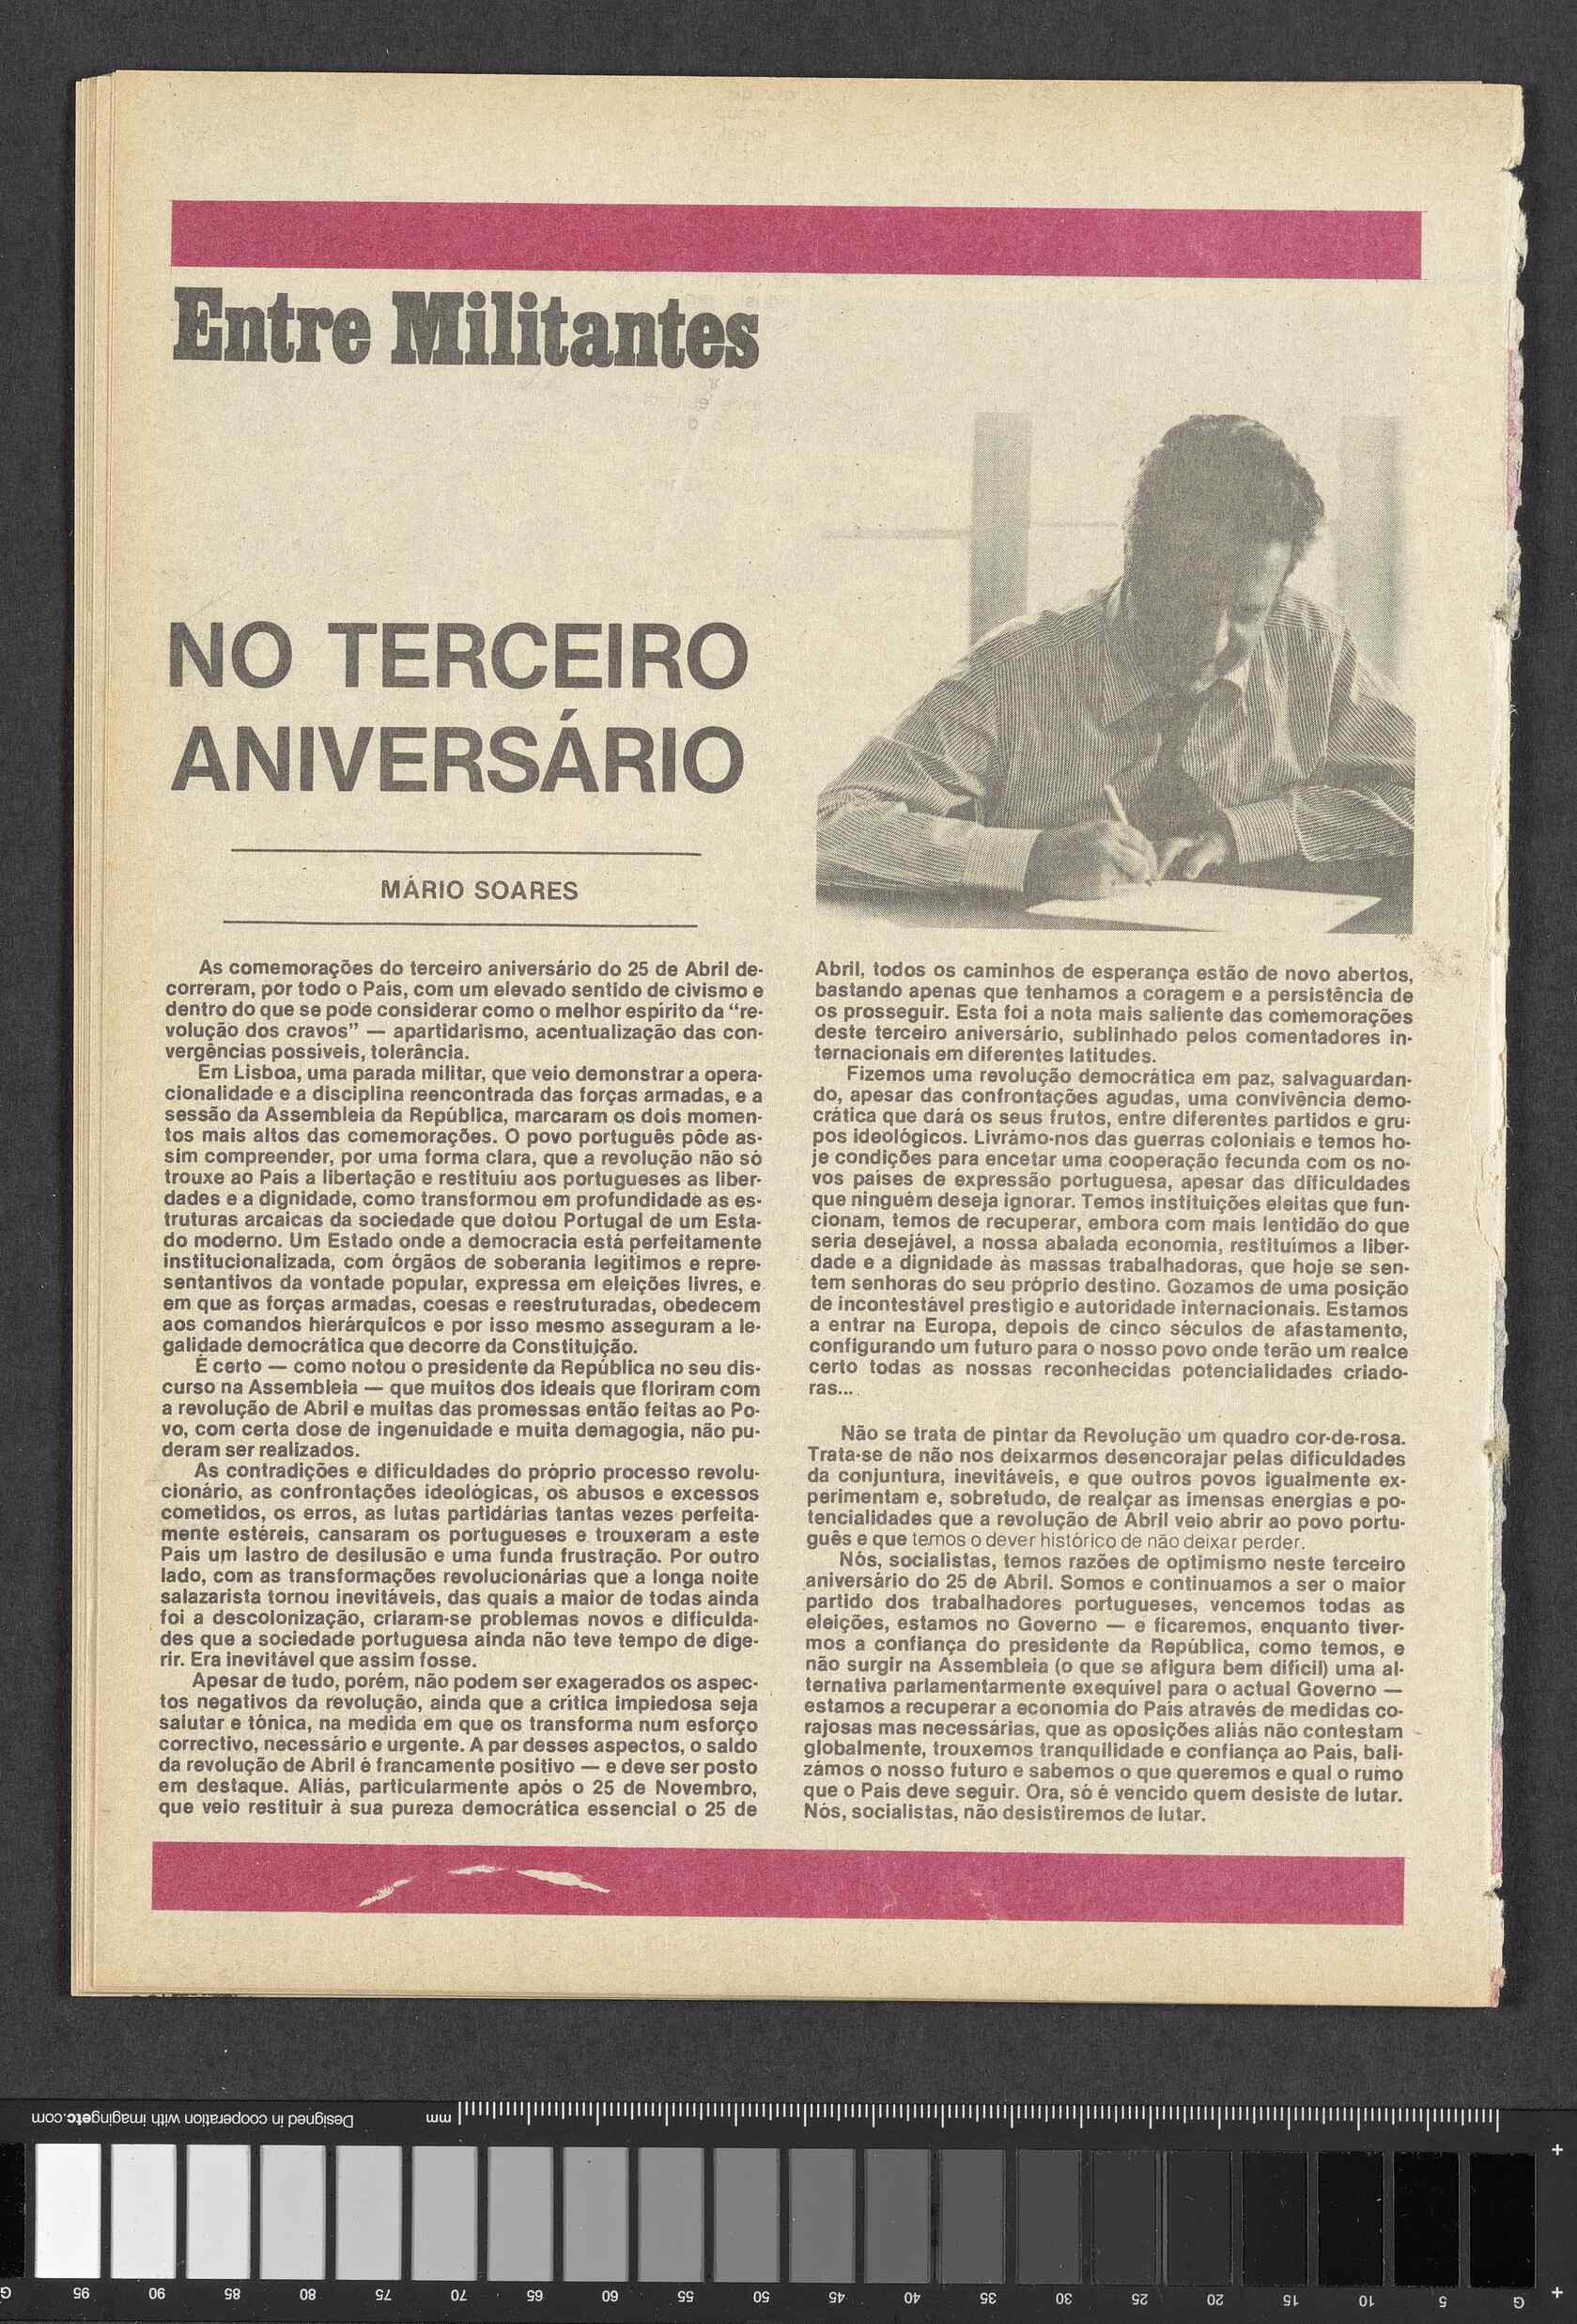 Entre Militantes
NO TERCEIRO
ANIVERSÁRIO
MÁRIO SOARES
As comemorações do terceiro aniversário do 25 de Abril de-
correram, por todo o País, com um elevado sentido de civismo e
dentro do que se pode considerar como o melhor espírito da “re-
volução dos cravos” — apartidarismo, acentualização das con-
vergências possíveis, tolerância.
Em Lisboa, uma parada militar, que veio demonstrar a opera-
cionalidade e a disciplina reencontrada das forças armadas, e a
sessão da Assembleia da República, marcaram os dois momen-
tos mais altos das comemorações. O povo português pôde as-
sim compreender, por uma forma clara, que a revolução não só
trouxe ao País a libertação e restituiu aos portugueses as liber-
dades e a dignidade, como transformou em profundidade as es-
truturas arcaicas da sociedade que dotou Portugal de um Esta-
do moderno. Um Estado onde a democracia está perfeitamente
institucionalizada, com órgãos de soberania legítimos e repre-
sentantivos da vontade popular, expressa em eleições livres, e
em que as forças armadas, coesas e reestruturadas, obedecem
aos comandos hierárquicos e por isso mesmo asseguram a le-
galidade democrática que decorre da Constituição.
É certo — como notou o presidente da República no seu dis-
curso na Assembleia — que muitos dos ideais que floriram com
a revolução de Abril e muitas das promessas então feitas ao Po-
vo, com certa dose de ingenuidade e muita demagogia, não pu-
deram ser realizados.
As contradições e dificuldades do próprio processo revolu-
cionário, as confrontações ideológicas, os abusos e excessos
cometidos, os erros, as lutas partidárias tantas vezes perfeita-
mente estéreis, cansaram os portugueses e trouxeram a este
País um lastro de desilusão e uma funda frustração. Por outro
lado, com as transformações revolucionárias que a longa noite
salazarista tornou inevitáveis, das quais a maior de todas ainda
foi a descolonização, criaram-se problemas novos e dificulda-
des que a sociedade portuguesa ainda não teve tempo de dige-
rir. Era inevitável que assim fosse.
Apesar de tudo, porém, não podem ser exagerados os aspec-
tos negativos da revolução, ainda que a crítica impiedosa seja
salutar e tónica, na medida em que os transforma num esforço
correctivo, necessário e urgente. A par desses aspectos, o saldo
da revolução de Abril é francamente positivo — e deve ser posto
em destaque. Aliás, particularmente após o 25 de Novembro,
que veio restituir à sua pureza democrática essencial o 25 de
Abril, todos os caminhos de esperança estão de novo abertos,
bastando apenas que tenhamos a coragem e a persistência de
os prosseguir. Esta foi a nota mais saliente das comemorações
deste terceiro aniversário, sublinhado pelos comentadores in-
ternacionais em diferentes latitudes.
Fizemos uma revolução democrática em paz, salvaguardan-
do, apesar das confrontações agudas, uma convivência demo-
crática que dará os seus frutos, entre diferentes partidos e gru-
pos ideológicos. Livrámo-nos das guerras coloniais e temos ho-
je condições para encetar uma cooperação fecunda com os no-
vos países de expressão portuguesa, apesar das dificuldades
que ninguém deseja ignorar. Temos instituições eleitas que fun-
cionam, temos de recuperar, embora com mais lentidão do que
seria desejável, a nossa abalada economia, restituímos a liber-
dade e a dignidade às massas trabalhadoras, que hoje se sen-
tem senhoras do seu próprio destino. Gozamos de uma posição
de incontestável prestígio e autoridade internacionais. Estamos
a entrar na Europa, depois de cinco séculos de afastamento,
configurando um futuro para o nosso povo onde terão um realce
certo todas as nossas reconhecidas potencialidades criado-
ras...
Não se trata de pintar da Revolução um quadro cor-de-rosa.
Trata-se de não nos deixarmos desencorajar pelas dificuldades
da conjuntura, inevitáveis, e que outros povos igualmente ex-
perimentam e, sobretudo, de realçar as imensas energias e po-
tencialidades que a revolução de Abril veio abrir ao povo portu-
guês e que temos o dever histórico de não deixar perder.
Nós, socialistas, temos razões de optimismo neste terceiro
aniversário do 25 de Abril. Somos e continuamos a ser o maior
partido dos trabalhadores portugueses, vencemos todas as
eleições, estamos no Governo — e ficaremos, enquanto tiver-
mos a confiança do presidente da República, como temos, e
não surgir na Assembleia (o que se afigura bem difícil) uma al-
ternativa parlamentarmente exequível para o actual Governo —
estamos a recuperar a economia do País através de medidas co-
rajosas mas necessárias, que as oposições aliás não contestam
globalmente, trouxemos tranquilidade e confiança ao País, bali-
zámos o nosso futuro e sabemos o que queremos e qual o rumo
que o País deve seguir. Ora, só é vencido quem desiste de lutar.
Nós, socialistas, não desistiremos de lutar.
Designed in cooperation with imagingetc.com
mm
G 95 90 85 80 75 70 65 60 55 50 45 40 35 30 25 20 15 10 5 G